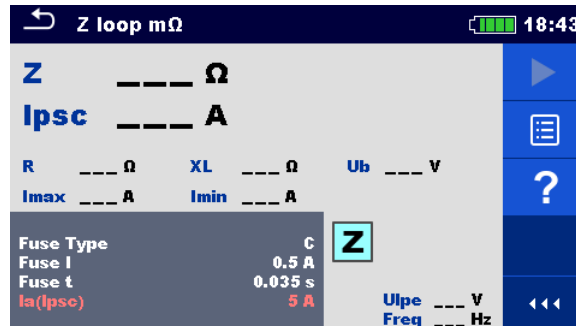 Z loop mΩ 18:43
Z ___ Ω
Ipsc ___ A
R ___ Ω XL ___ Ω Ub ___ V
Imax ___ A Imin ___ A
?
Fuse Type C
Fuse I 0.5 A
Fuse t 0.035 s
Ia(Ipsc) 5 A
Z
Ulpe ___ V
Freq ___ Hz